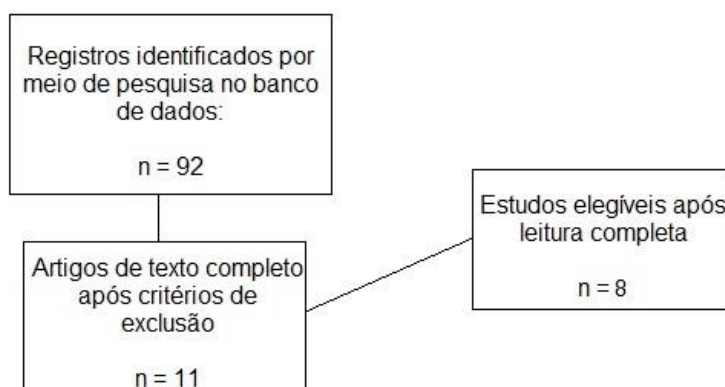 Registros identificados por
meio de pesquisa no banco
de dados:
n = 92
Artigos de texto completo
após critérios de
exclusão
n = 11
Estudos elegíveis após
leitura completa
n = 8